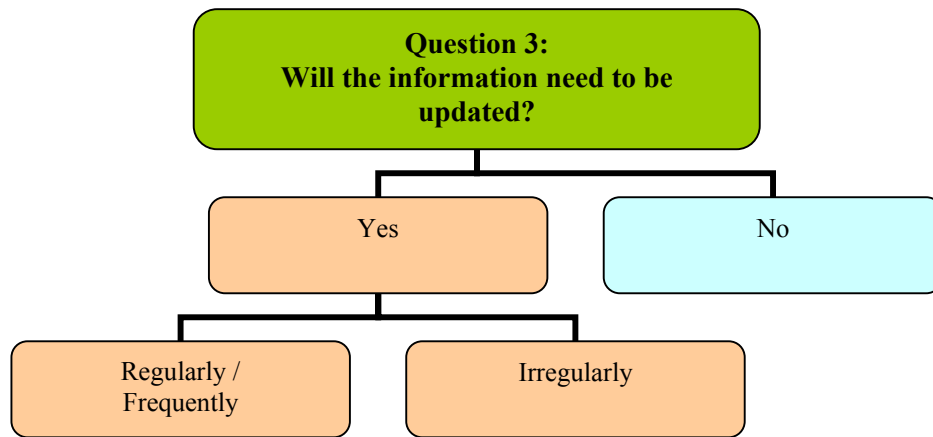 Question 3:
Will the information need to be
updated?
Yes
No
Regularly /
Frequently
Irregularly